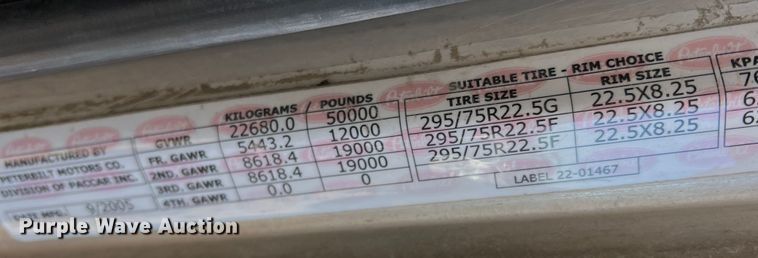 SUITABLE TIRE - RIM CHOICE
KILOGRAMS / POUNDS TIRE SIZE RIM SIZE KPA
MANUFACTURED BY GVWR 22680.0 50000 295/75R22.5G 22.5X8.25
PETERBILT MOTORS CO. FR. GAWR 5443.2 12000 295/75R22.5F 22.5X8.25
DIVISION OF PACCAR INC. 2ND. GAWR 8618.4 19000 295/75R22.5F 22.5X8.25
3RD. GAWR 8618.4 19000
DATE MFG. 9/2005 4TH. GAWR 0.0 0
LABEL 22-01467
Purple Wave Auction